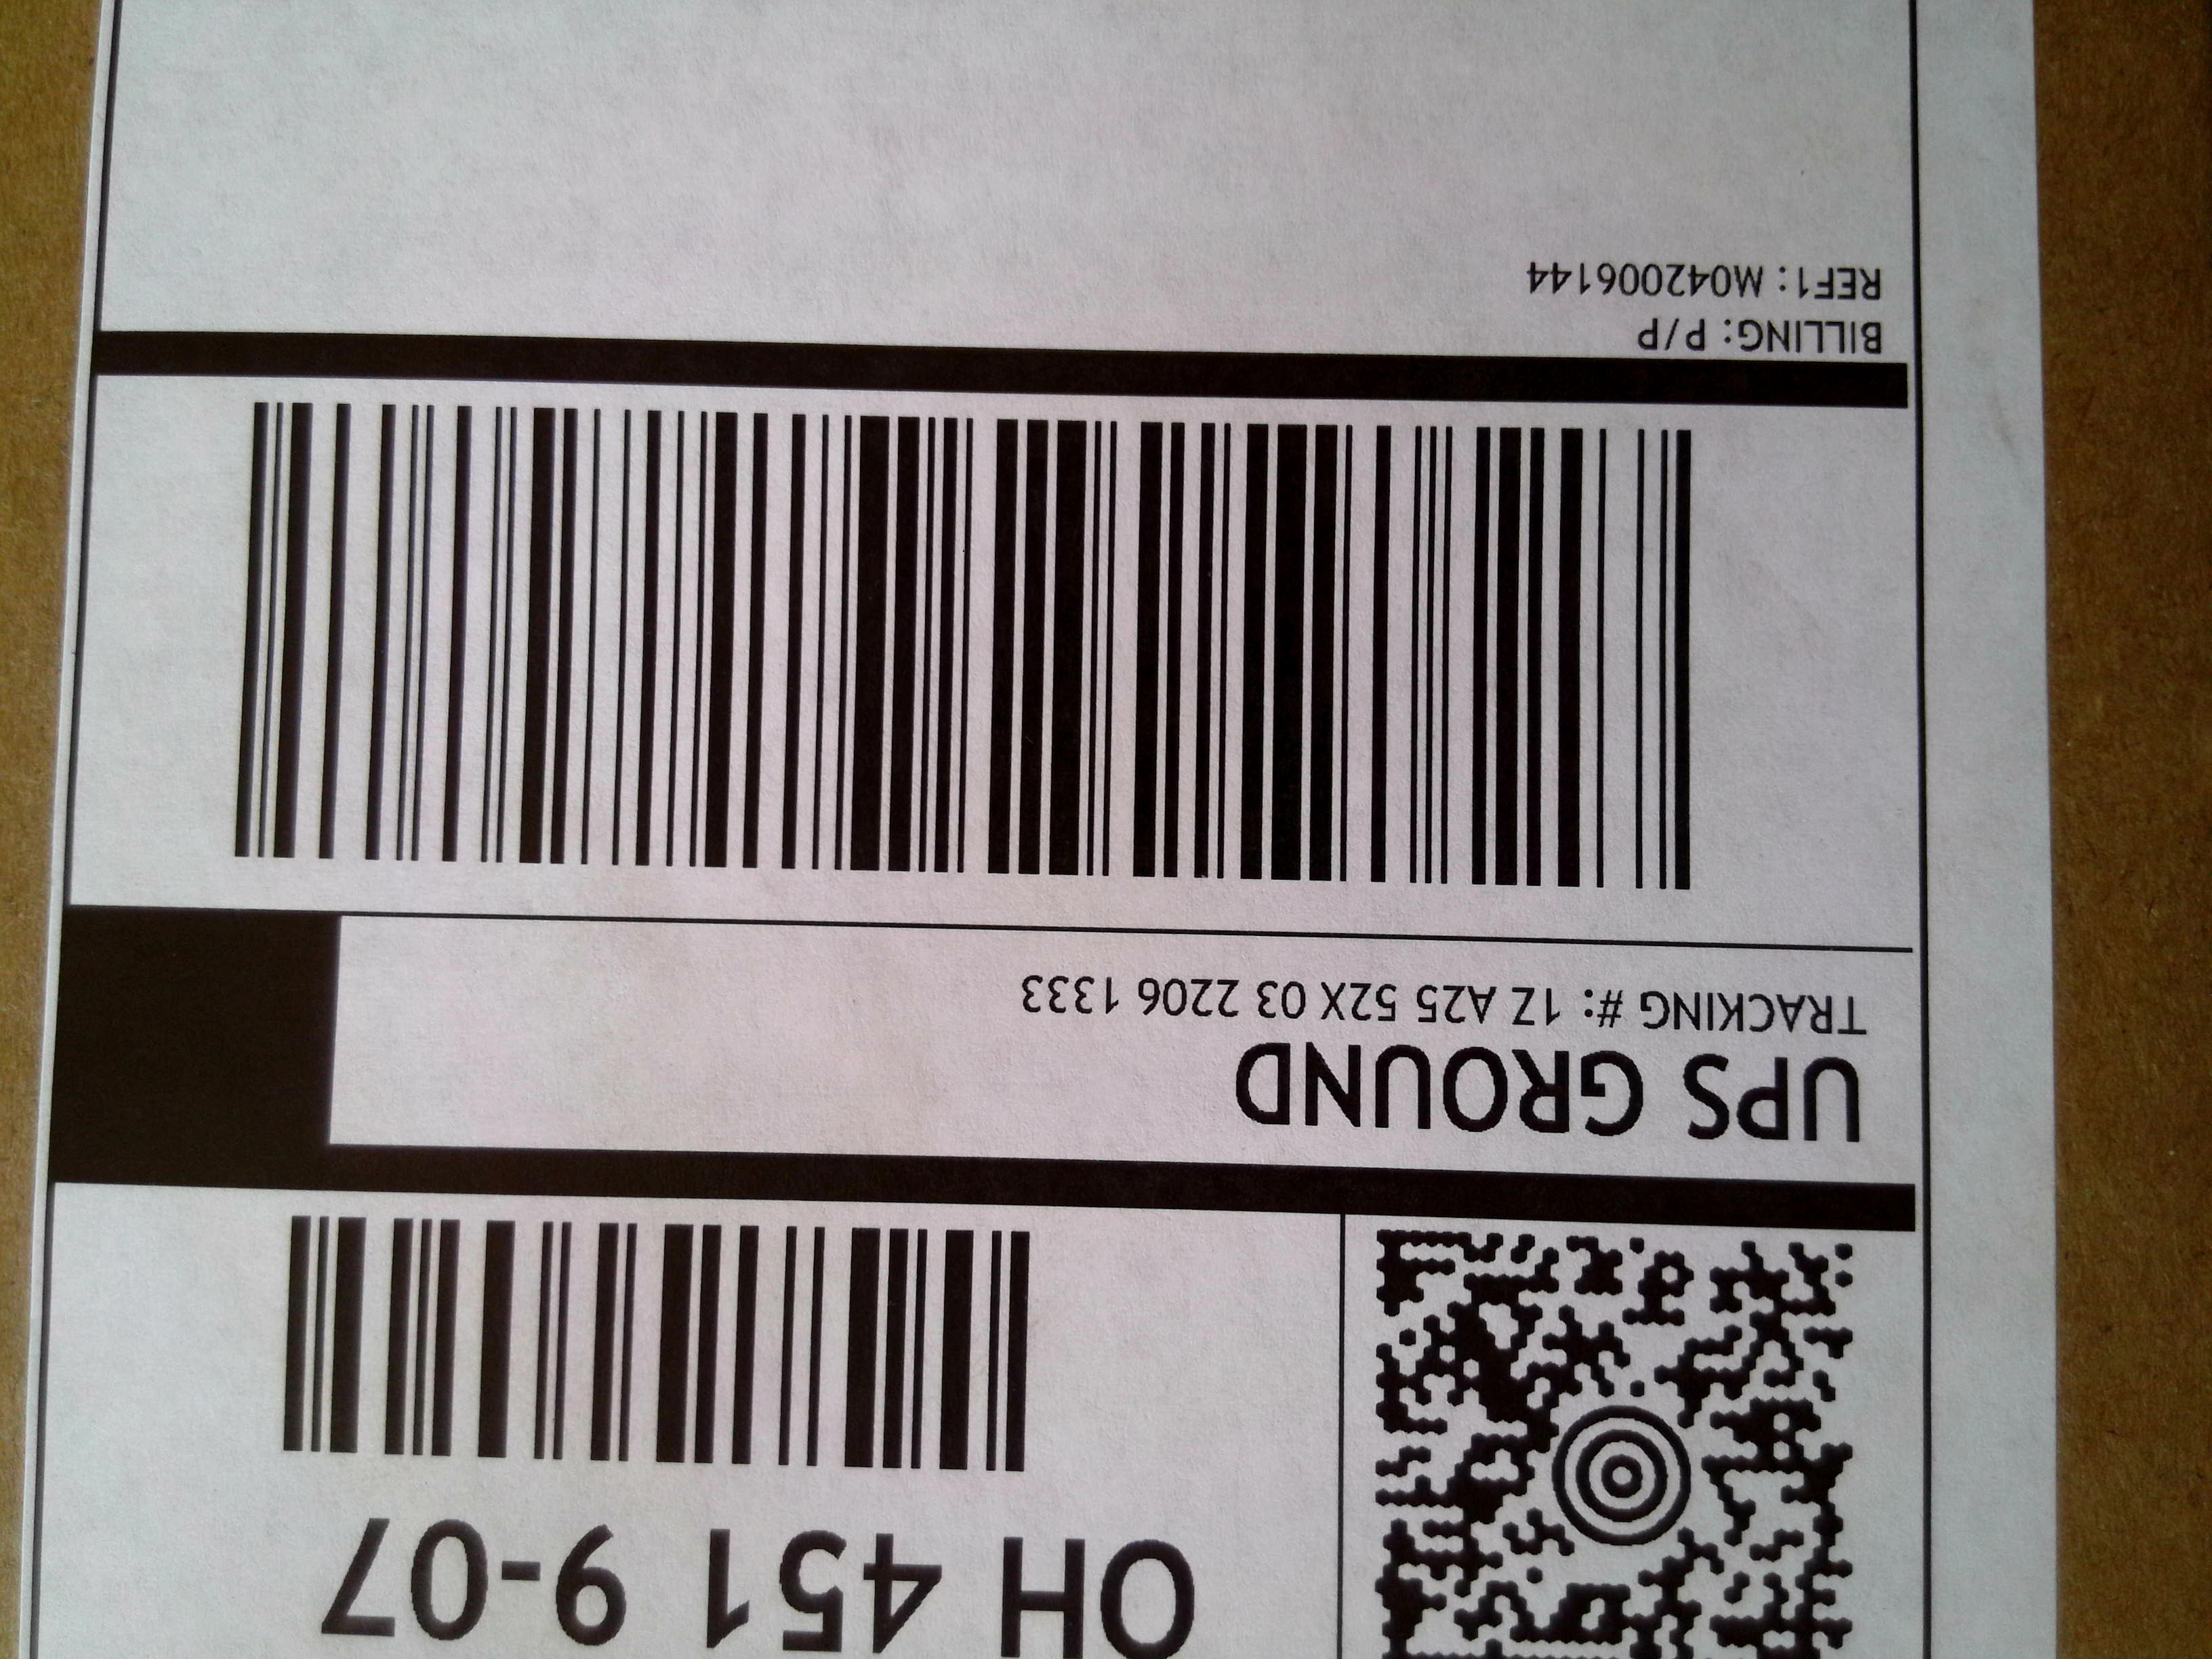 OH 451 9-07
UPS GROUND
TRACKING #: 1Z A25 52X 03 2206 1333
BILLING: P/P
REF1: M042006144